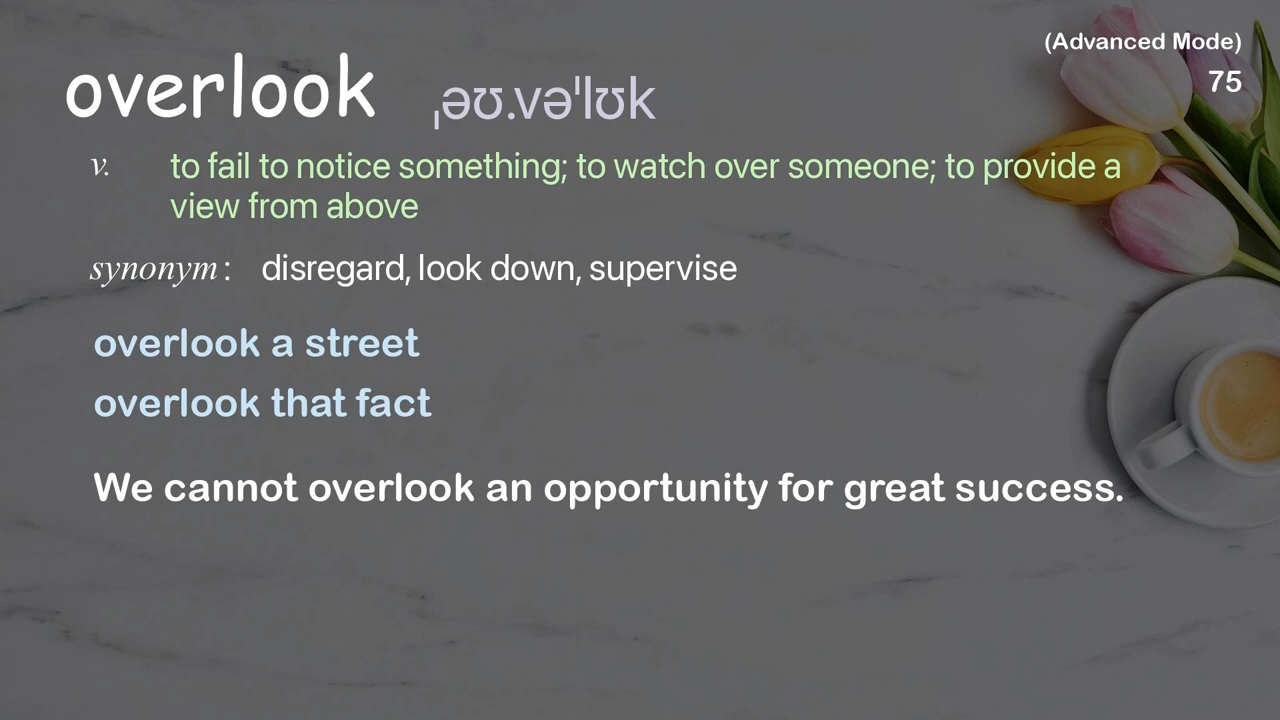 (Advanced Mode)
75
overlook ˌəʊ.vəˈlʊk
v. to fail to notice something; to watch over someone; to provide a
view from above
synonym: disregard, look down, supervise
overlook a street
overlook that fact
We cannot overlook an opportunity for great success.